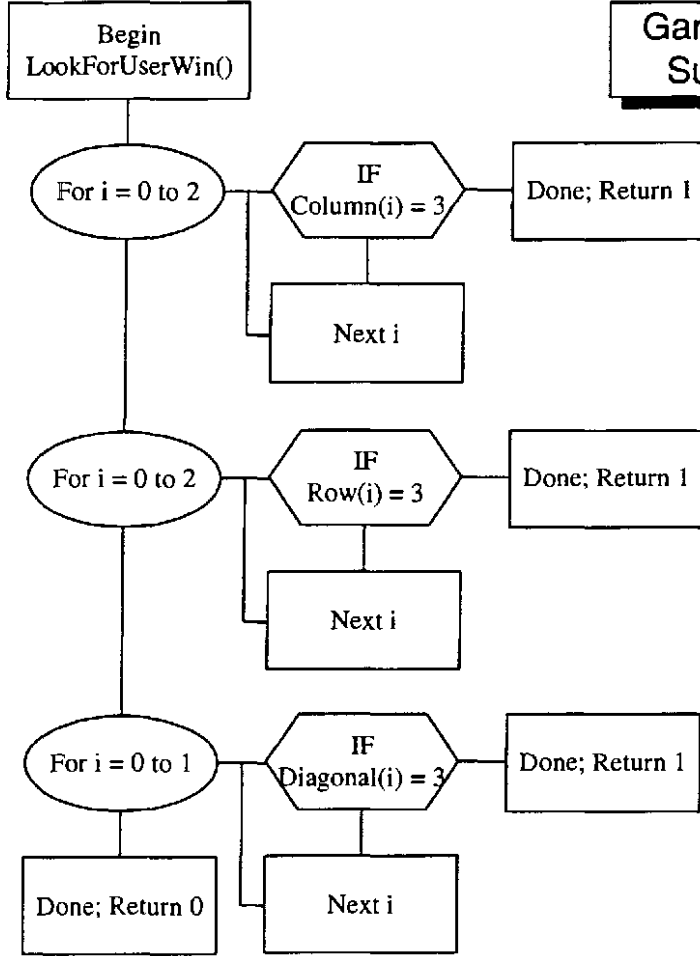 Begin
LookForUserWin()
For i = 0 to 2
IF
Column(i) = 3
Done; Return 1
Next i
For i = 0 to 2
IF
Row(i) = 3
Done; Return 1
Next i
For i = 0 to 1
IF
Diagonal(i) = 3
Done; Return 1
Done; Return 0
Next i